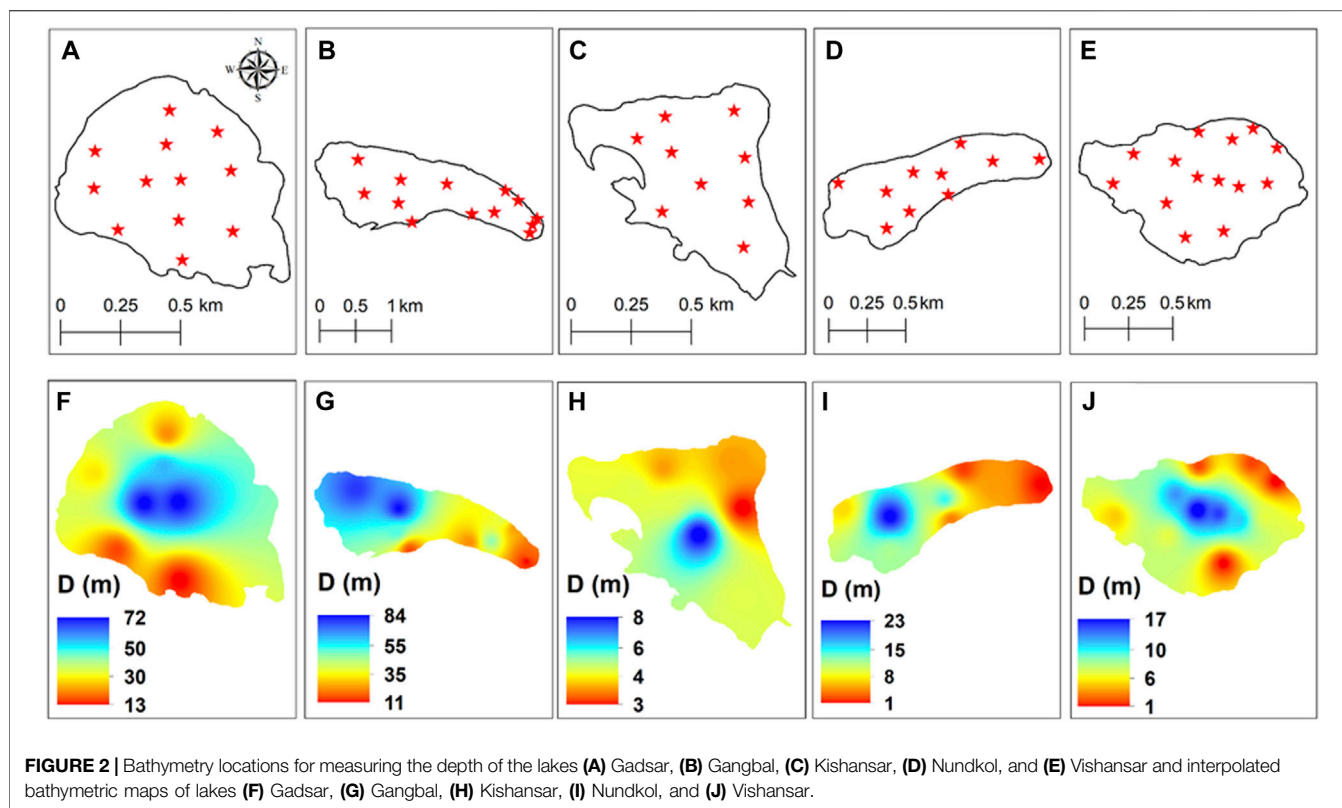 A
N
W E
S
0 0.25 0.5 km
B
0 0.5 1 km
C
0 0.25 0.5 km
D
0 0.25 0.5 km
E
0 0.25 0.5 km
F
D (m)
72
50
30
13
G
D (m)
84
55
35
11
H
D (m)
8
6
4
3
I
D (m)
23
15
8
1
J
D (m)
17
10
6
1
FIGURE 2 | Bathymetry locations for measuring the depth of the lakes (A) Gadsar, (B) Gangbal, (C) Kishansar, (D) Nundkol, and (E) Vishansar and interpolated
bathymetric maps of lakes (F) Gadsar, (G) Gangbal, (H) Kishansar, (I) Nundkol, and (J) Vishansar.